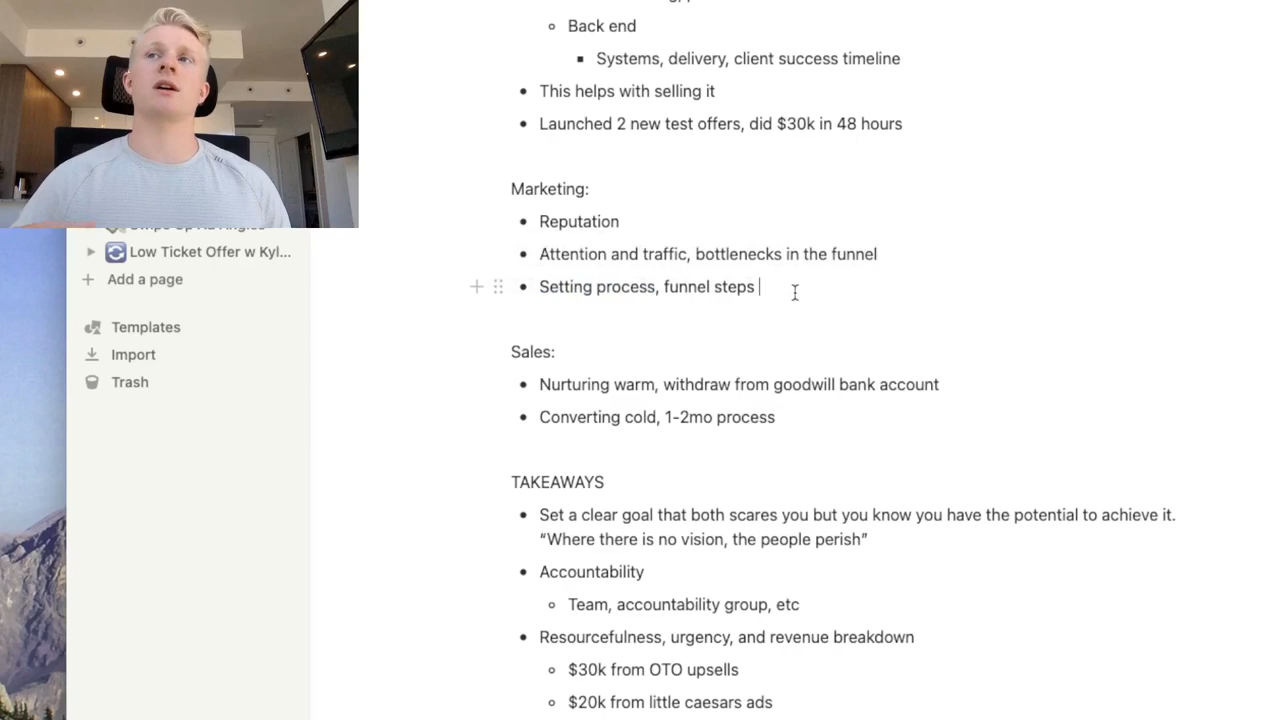 Back end
Systems, delivery, client success timeline
This helps with selling it
Launched 2 new test offers, did $30k in 48 hours
Marketing:
Reputation
Attention and traffic, bottlenecks in the funnel
Setting process, funnel steps
Sales:
Nurturing warm, withdraw from goodwill bank account
Converting cold, 1-2mo process
TAKEAWAYS
Set a clear goal that both scares you but you know you have the potential to achieve it.
“Where there is no vision, the people perish”
Accountability
Team, accountability group, etc
Resourcefulness, urgency, and revenue breakdown
$30k from OTO upsells
$20k from little caesars ads
Low Ticket Offer w Kyl...
Add a page
Templates
Import
Trash